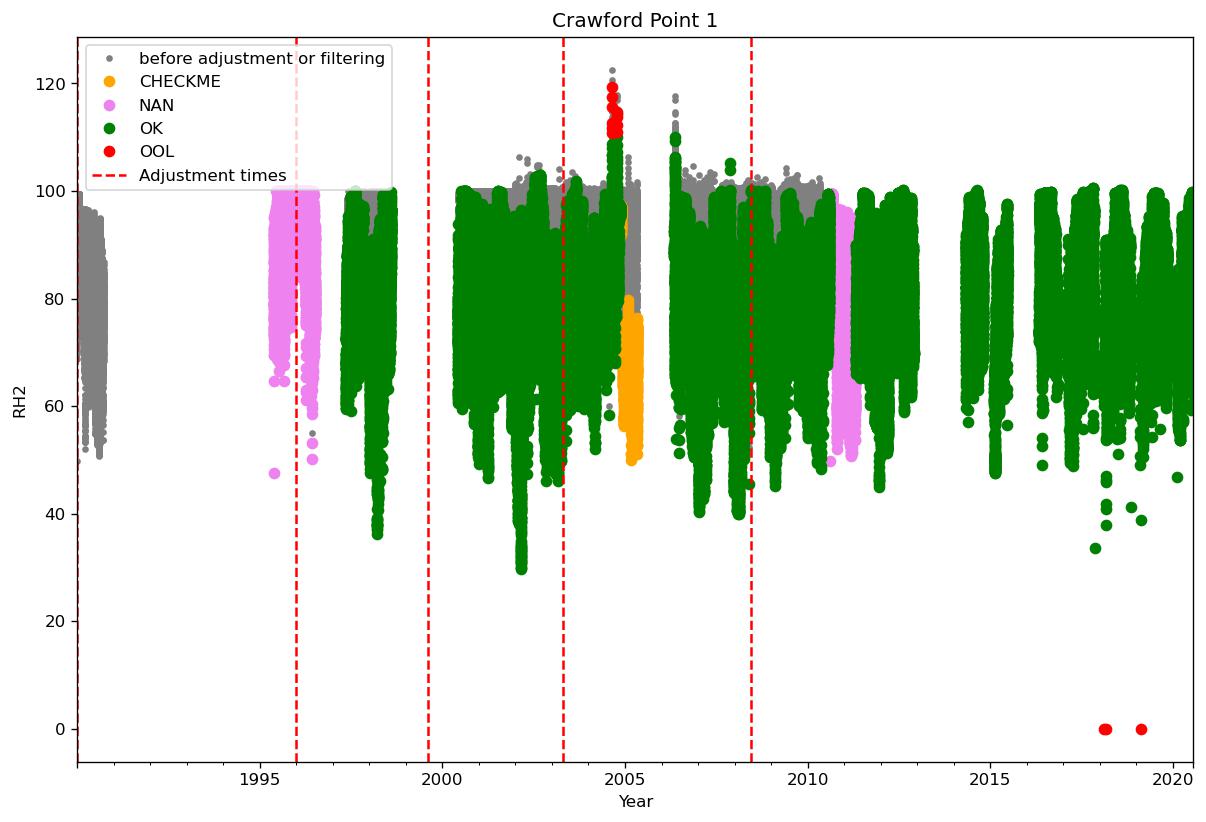 Crawford Point 1
before adjustment or filtering
CHECKME
NAN
OK
OOL
Adjustment times
RH2
120
100
80
60
40
20
0
1995 2000 2005 2010 2015 2020
Year